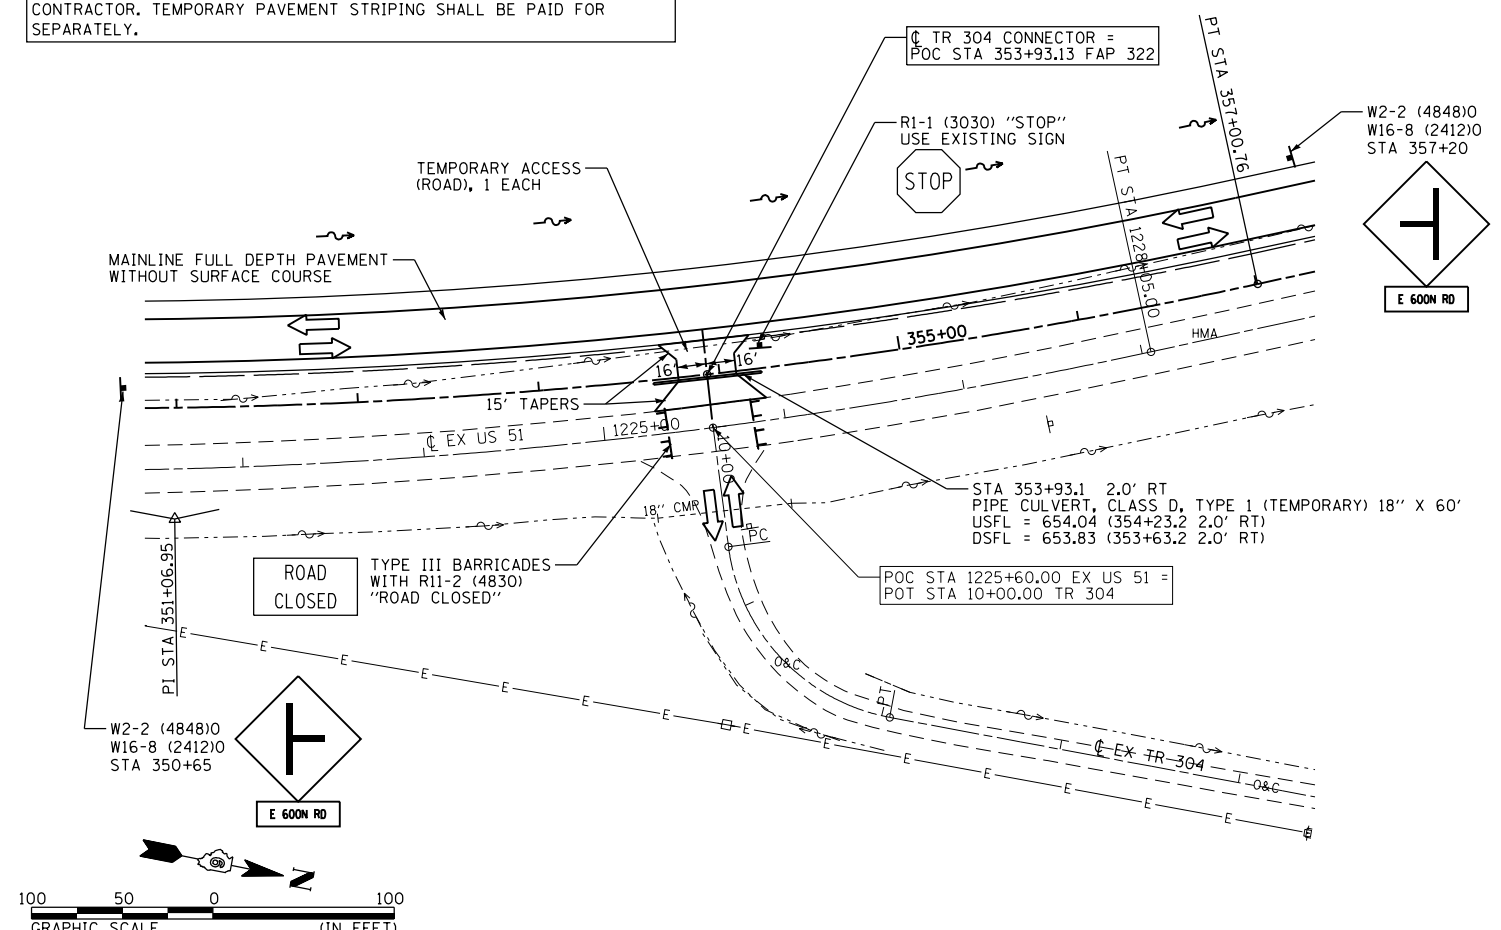 CONTRACTOR. TEMPORARY PAVEMENT STRIPING SHALL BE PAID FOR
SEPARATELY.
℄ TR 304 CONNECTOR =
POC STA 353+93.13 FAP 322
PT STA 357+00.76
R1-1 (3030) "STOP"
USE EXISTING SIGN
STOP
W2-2 (4848)O
W16-8 (2412)O
STA 357+20
E 600N RD
TEMPORARY ACCESS
(ROAD), 1 EACH
PT STA 1228+05.00
MAINLINE FULL DEPTH PAVEMENT
WITHOUT SURFACE COURSE
355+00
HMA
16'
16'
15' TAPERS
℄ EX US 51
1225+00
10+00
18" CMP
PC
STA 353+93.1 2.0' RT
PIPE CULVERT, CLASS D, TYPE 1 (TEMPORARY) 18" X 60'
USFL = 654.04 (354+23.2 2.0' RT)
DSFL = 653.83 (353+63.2 2.0' RT)
POC STA 1225+60.00 EX US 51 =
POT STA 10+00.00 TR 304
ROAD
CLOSED
TYPE III BARRICADES
WITH R11-2 (4830)
"ROAD CLOSED"
PI STA 351+06.95
E E E E E E E E E E E E E E
O&C
PT
℄ EX TR 304
O&C
W2-2 (4848)O
W16-8 (2412)O
STA 350+65
E 600N RD
N
100 50 0 100
GRAPHIC SCALE (IN FEET)